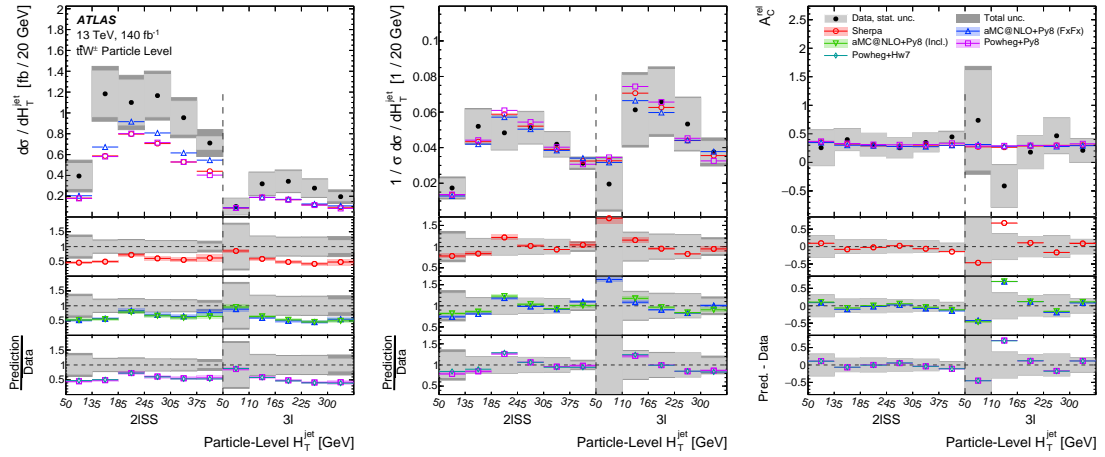 ATLAS
13 TeV, 140 fb⁻¹
tt̄W± Particle Level
dσ / dH_T^jet [fb / 20 GeV]
1.8
1.6
1.4
1.2
1
0.8
0.6
0.4
0.2
1.5
1
0.5
1.5
1
0.5
1.5
1
0.5
Prediction
Data
50 135 185 245 305 375 50 110 165 225 300
2lSS 3l
Particle-Level H_T^jet [GeV]
1 / σ dσ / dH_T^jet [1 / 20 GeV]
0.12
0.1
0.08
0.06
0.04
0.02
1.5
1
0.5
1.5
1
0.5
1.5
1
0.5
Prediction
Data
50 135 185 245 305 375 50 110 165 225 300
2lSS 3l
Particle-Level H_T^jet [GeV]
A_C^rel
Data, stat. unc. Total unc.
Sherpa aMC@NLO+Py8 (FxFx)
aMC@NLO+Py8 (Incl.) Powheg+Py8
Powheg+Hw7
2.5
2
1.5
1
0.5
0
−0.5
0.5
0
−0.5
0.5
0
−0.5
0.5
0
−0.5
Pred. - Data
50 135 185 245 305 375 50 110 165 225 300
2lSS 3l
Particle-Level H_T^jet [GeV]